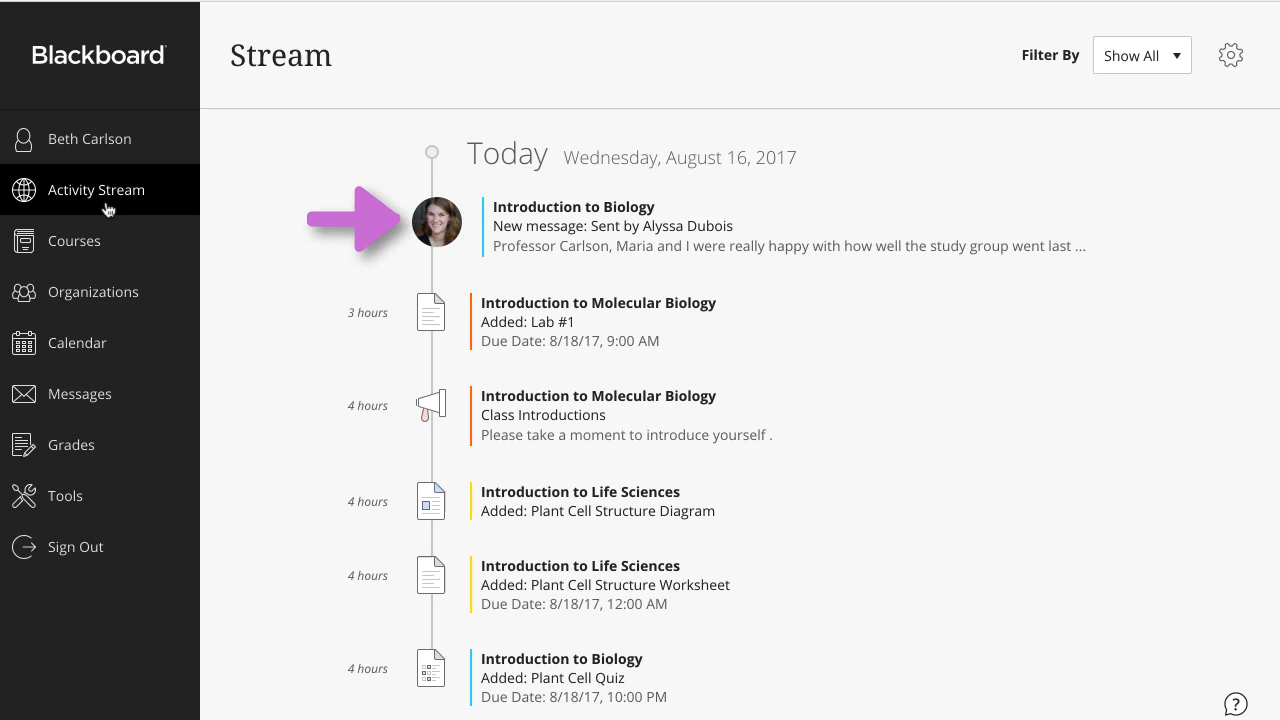 Blackboard
Stream
Filter By
Show All
Beth Carlson
Activity Stream
Courses
Organizations
Calendar
Messages
Grades
Tools
Sign Out
Today Wednesday, August 16, 2017
Introduction to Biology
New message: Sent by Alyssa Dubois
Professor Carlson, Maria and I were really happy with how well the study group went last ...
3 hours
Introduction to Molecular Biology
Added: Lab #1
Due Date: 8/18/17, 9:00 AM
4 hours
Introduction to Molecular Biology
Class Introductions
Please take a moment to introduce yourself .
4 hours
Introduction to Life Sciences
Added: Plant Cell Structure Diagram
4 hours
Introduction to Life Sciences
Added: Plant Cell Structure Worksheet
Due Date: 8/18/17, 12:00 AM
4 hours
Introduction to Biology
Added: Plant Cell Quiz
Due Date: 8/18/17, 10:00 PM
?